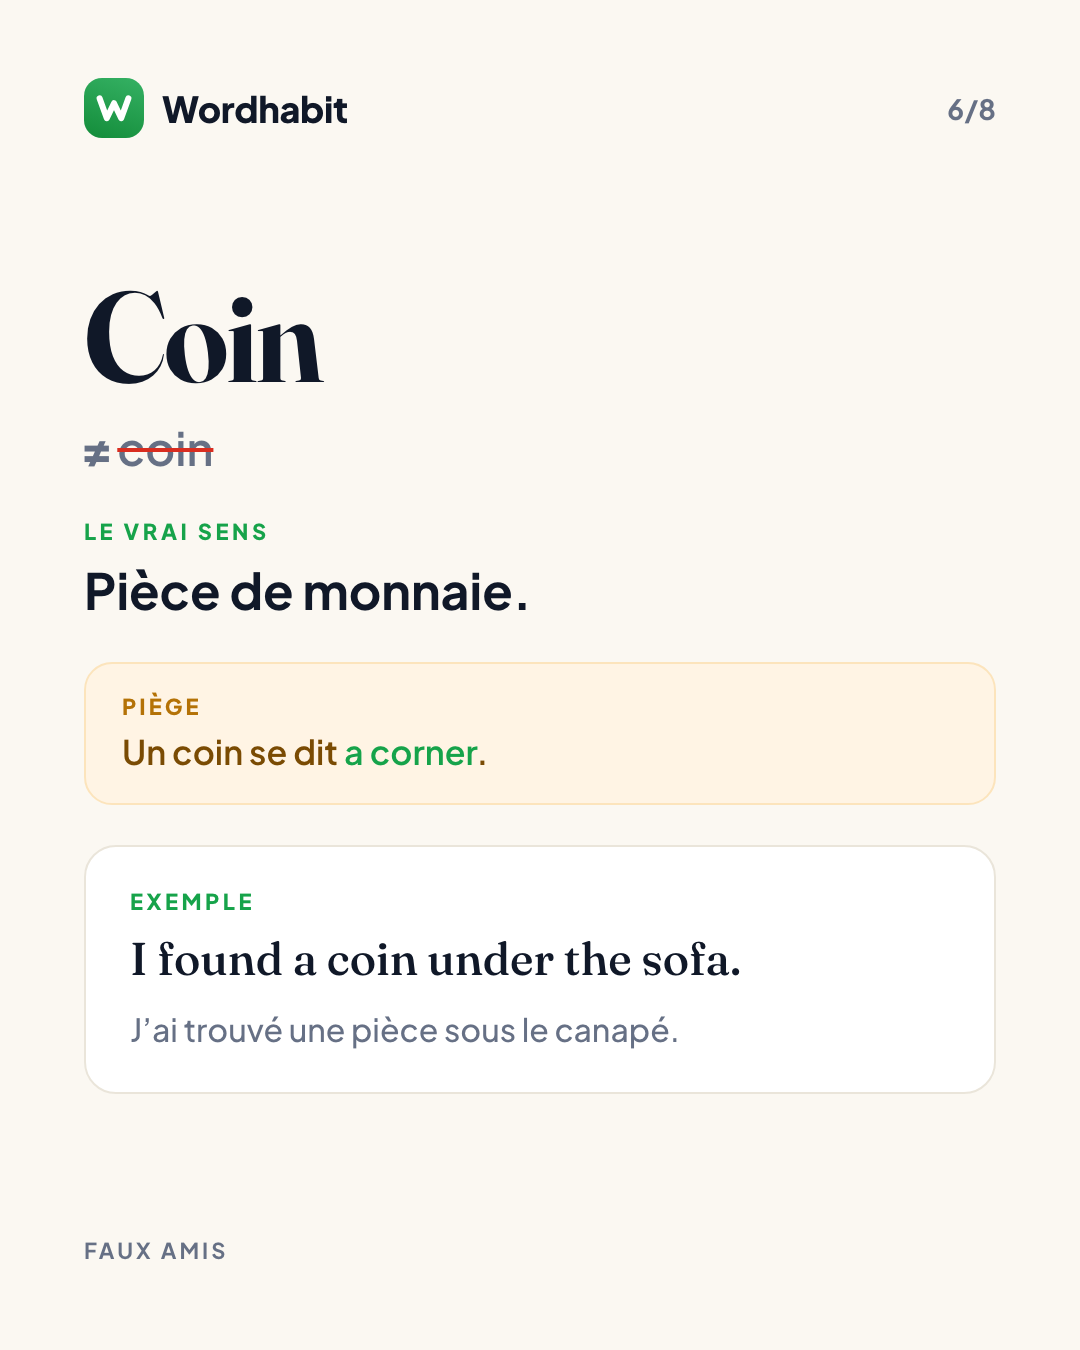 Wordhabit
6/8
Coin
≠ coin
LE VRAI SENS
Pièce de monnaie.
PIÈGE
Un coin se dit a corner.
EXEMPLE
I found a coin under the sofa.
J’ai trouvé une pièce sous le canapé.
FAUX AMIS